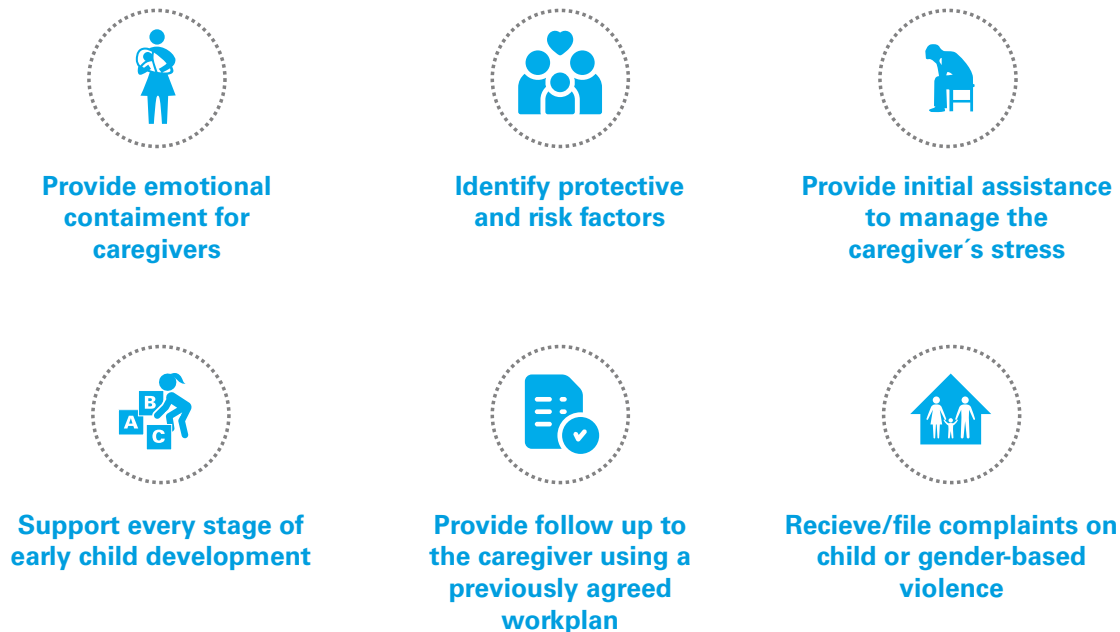 Provide emotional
contaiment for
caregivers
Identify protective
and risk factors
Provide initial assistance
to manage the
caregiver´s stress
B
A
C
Support every stage of
early child development
Provide follow up to
the caregiver using a
previously agreed
workplan
Recieve/file complaints on
child or gender-based
violence